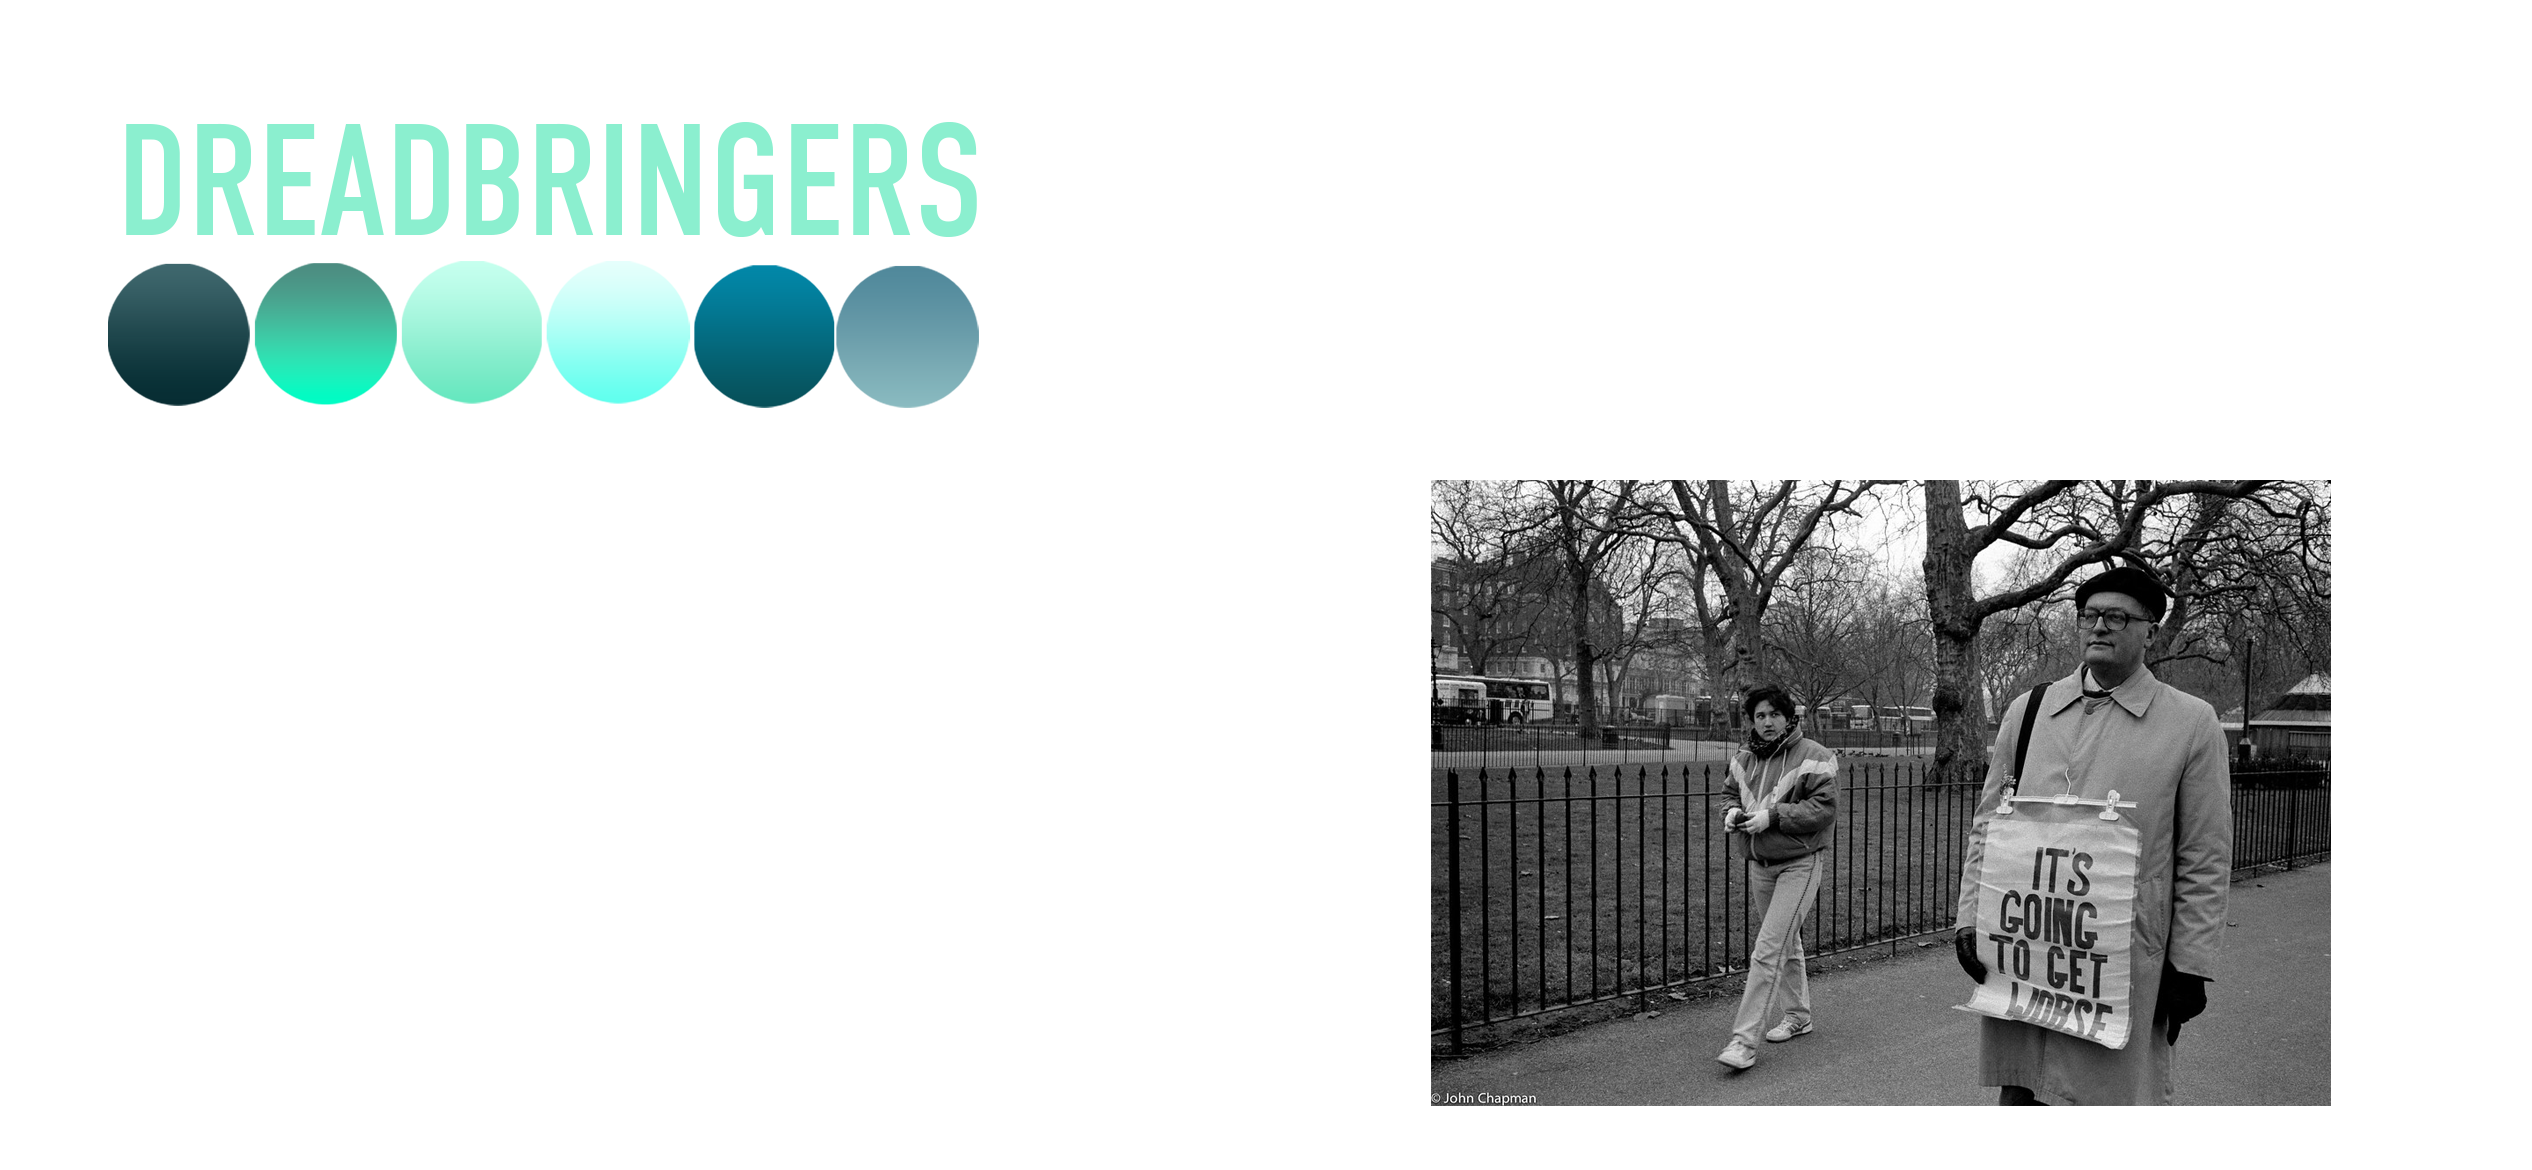 DREADBRINGERS
IT'S
GOING
TO GET
WORSE
© John Chapman